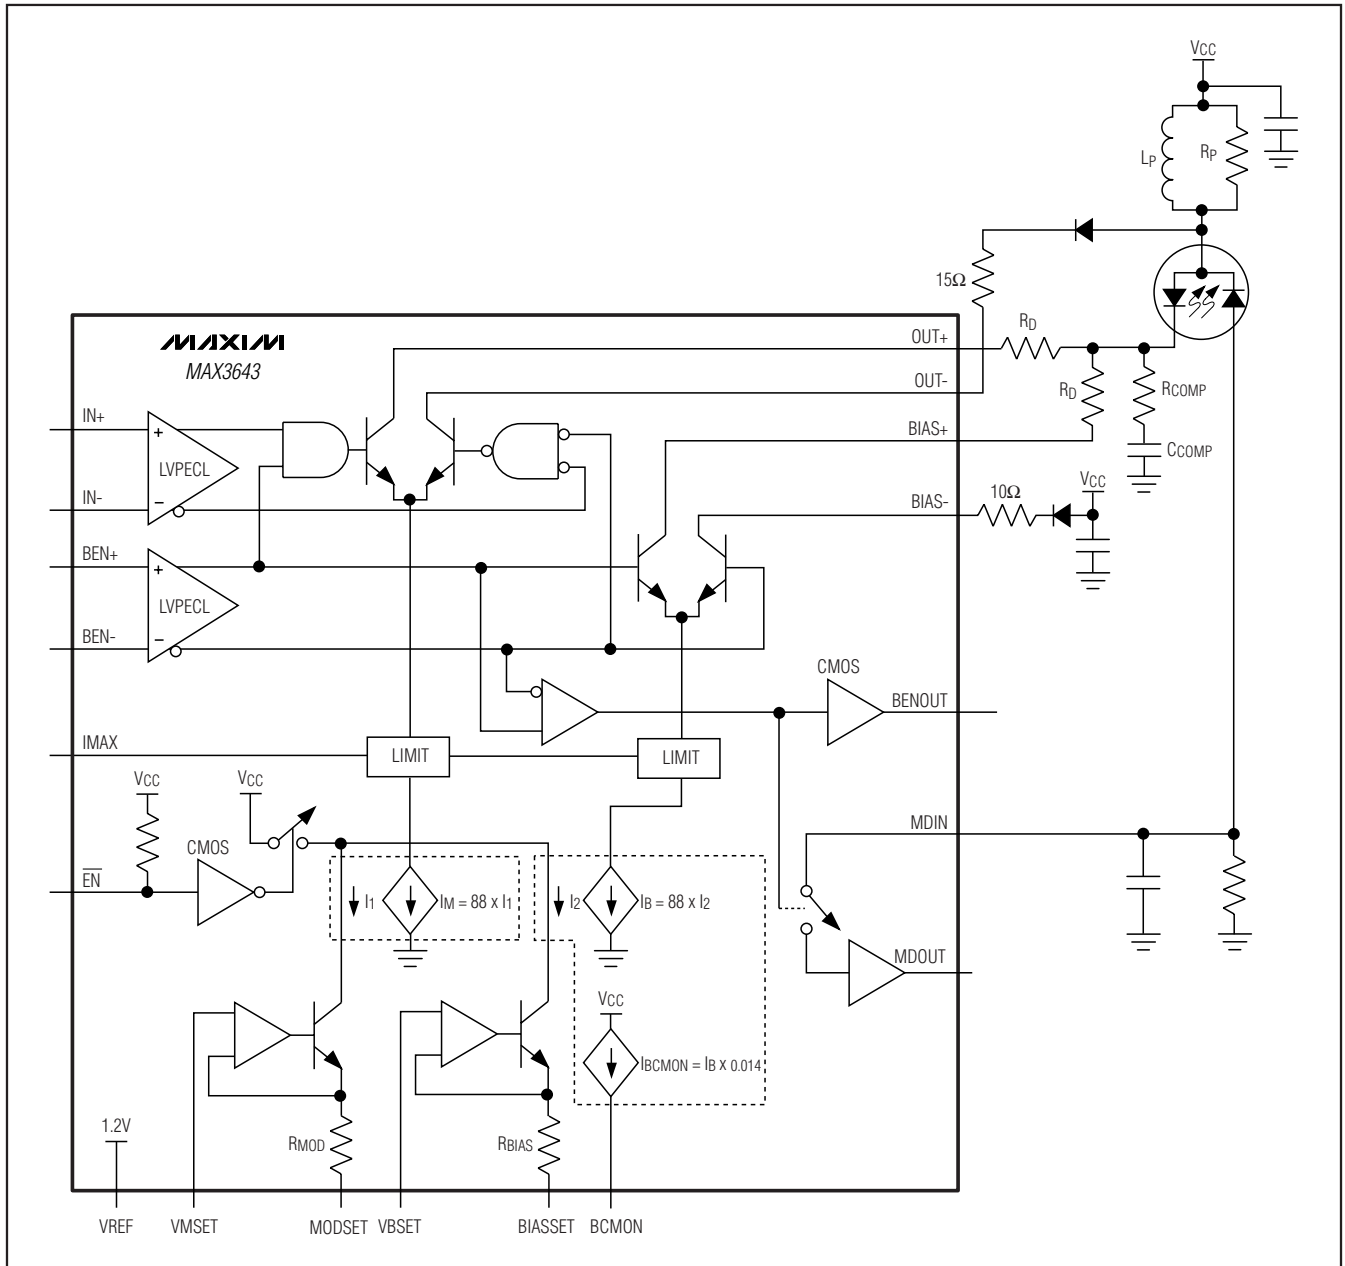 VCC
LP
RP
15Ω
MAXIM
MAX3643
OUT+
RD
OUT-
RD
RCOMP
IN+
BIAS+
CCOMP
LVPECL
+
−
IN-
VCC
10Ω
BIAS-
BEN+
+
LVPECL
BEN-
−
CMOS
BENOUT
IMAX
LIMIT
LIMIT
VCC
VCC
MDIN
CMOS
EN
I1
IM = 88 x I1
I2
IB = 88 x I2
MDOUT
VCC
IBCMON = IB x 0.014
1.2V
RMOD
RBIAS
VREF
VMSET
MODSET
VBSET
BIASSET
BCMON